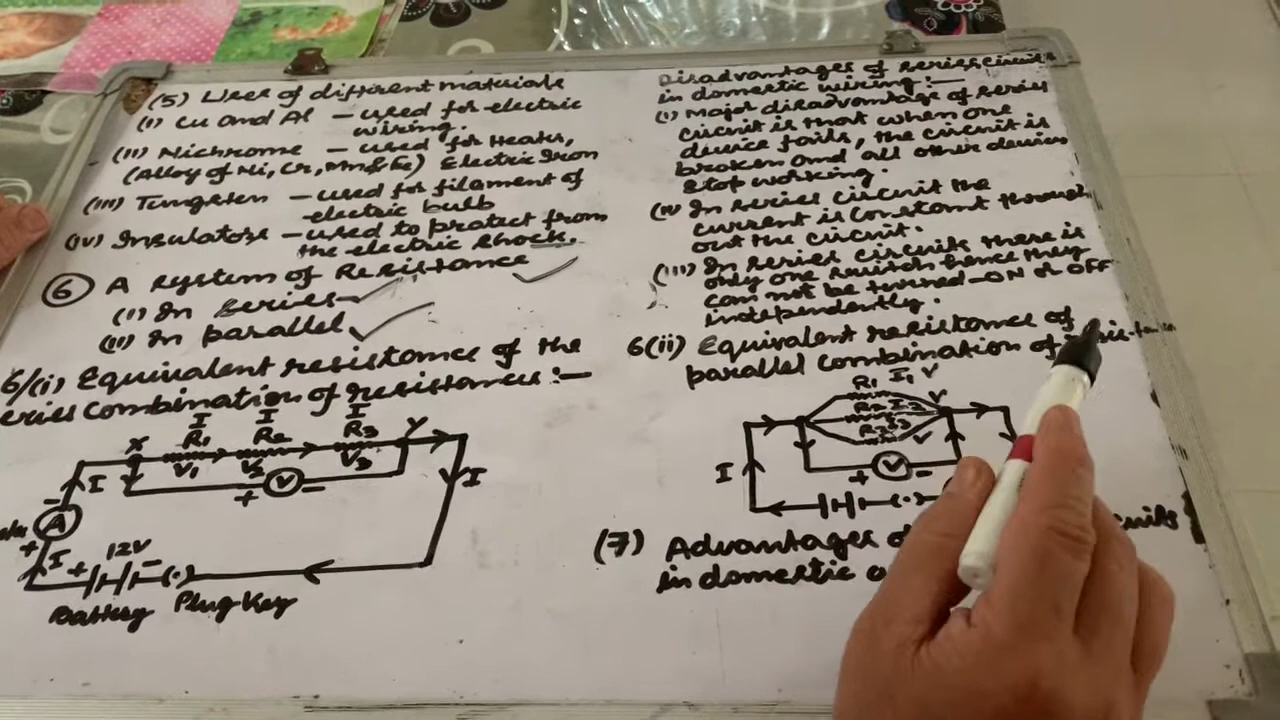 (5) Uses of different materials
(i) Cu and Al – used for electric
wiring.
(ii) Nichrome – used for Heater,
(Alloy of Ni, Cr, Mn & Fe) Electric Iron
(iii) Tungsten – used for filament of
electric bulb
(iv) Insulators – used to protect from
the electric shock.
6 A system of Resistance
(i) In series
(ii) In parallel
6/(i) Equivalent resistance of the
eries combination of resistances :–
I I I
R1 R2 R3
X Y
V1 V2 V3
I + V – I
– A +
I + 12V –
Battery Plug Key
Disadvantages of series circuits
in domestic wiring :–
(i) Major disadvantage of series
circuit is that when one
device fails, the circuit is
broken and all other devices
stop working.
(ii) In series circuit the
current is constant through
out the circuit.
(iii) In series circuits there is
only one switch hence they
can not be turned – ON or OFF
independently.
6(ii) Equivalent resistance of
parallel combination of
R1 I1 V
R2 I2 V
R3 I3 V
I + V –
(7) Advantages
in domestic